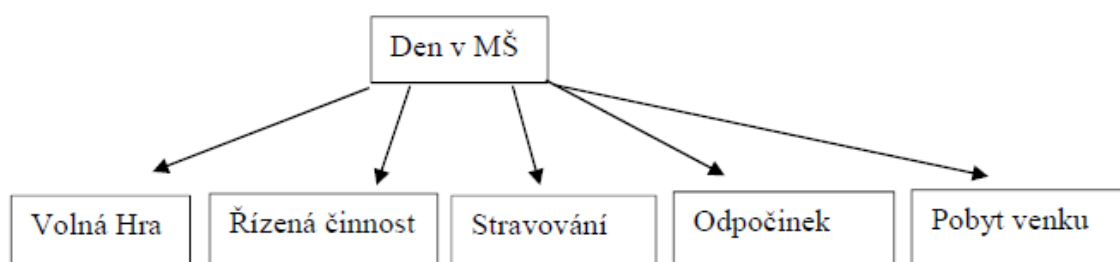 Den v MŠ
Volná Hra
Řízená činnost
Stravování
Odpočinek
Pobyt venku